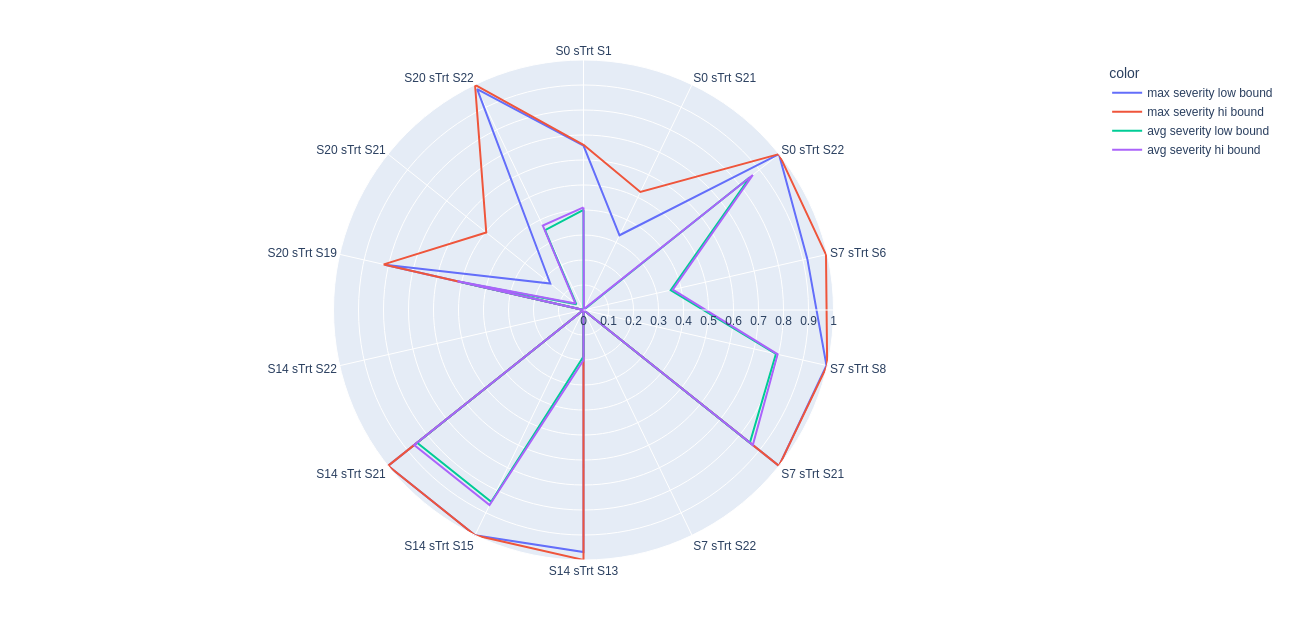 S0 sTrt S1
S20 sTrt S22
S0 sTrt S21
S20 sTrt S21
S0 sTrt S22
S20 sTrt S19
S7 sTrt S6
0 0.1 0.2 0.3 0.4 0.5 0.6 0.7 0.8 0.9 1
S14 sTrt S22
S7 sTrt S8
S14 sTrt S21
S7 sTrt S21
S14 sTrt S15
S7 sTrt S22
S14 sTrt S13
color
max severity low bound
max severity hi bound
avg severity low bound
avg severity hi bound